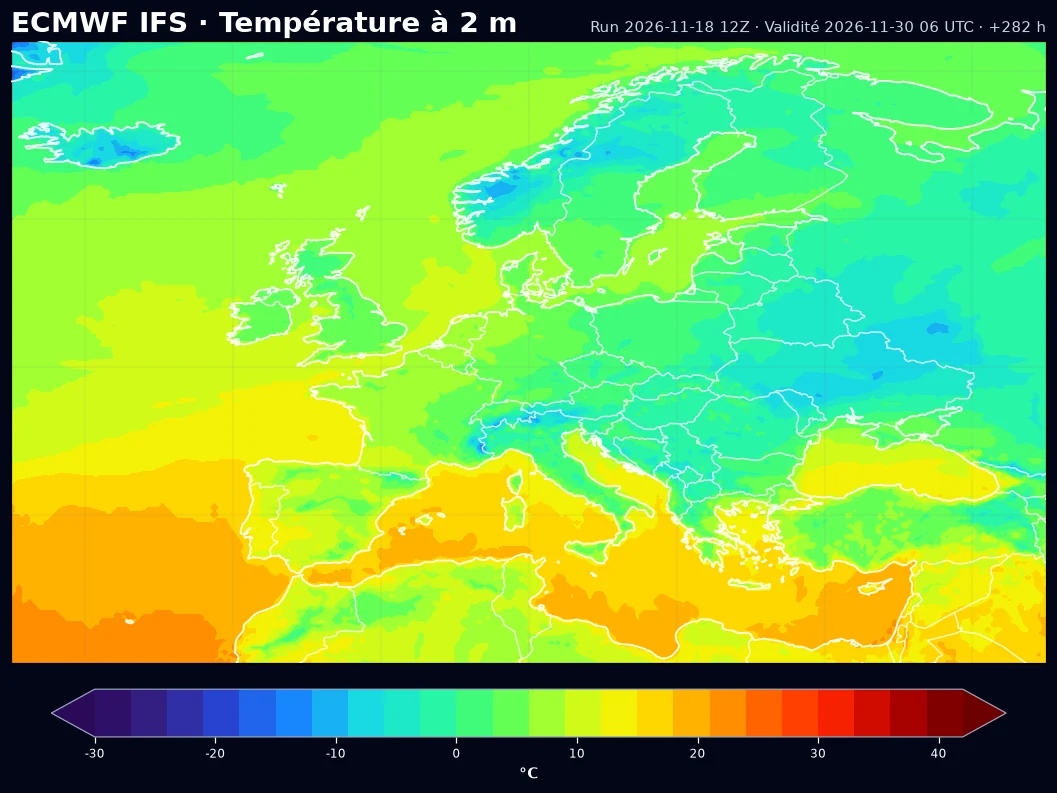 ECMWF IFS · Température à 2 m
Run 2026-11-18 12Z · Validité 2026-11-30 06 UTC · +282 h
-30 -20 -10 0 10 20 30 40
°C